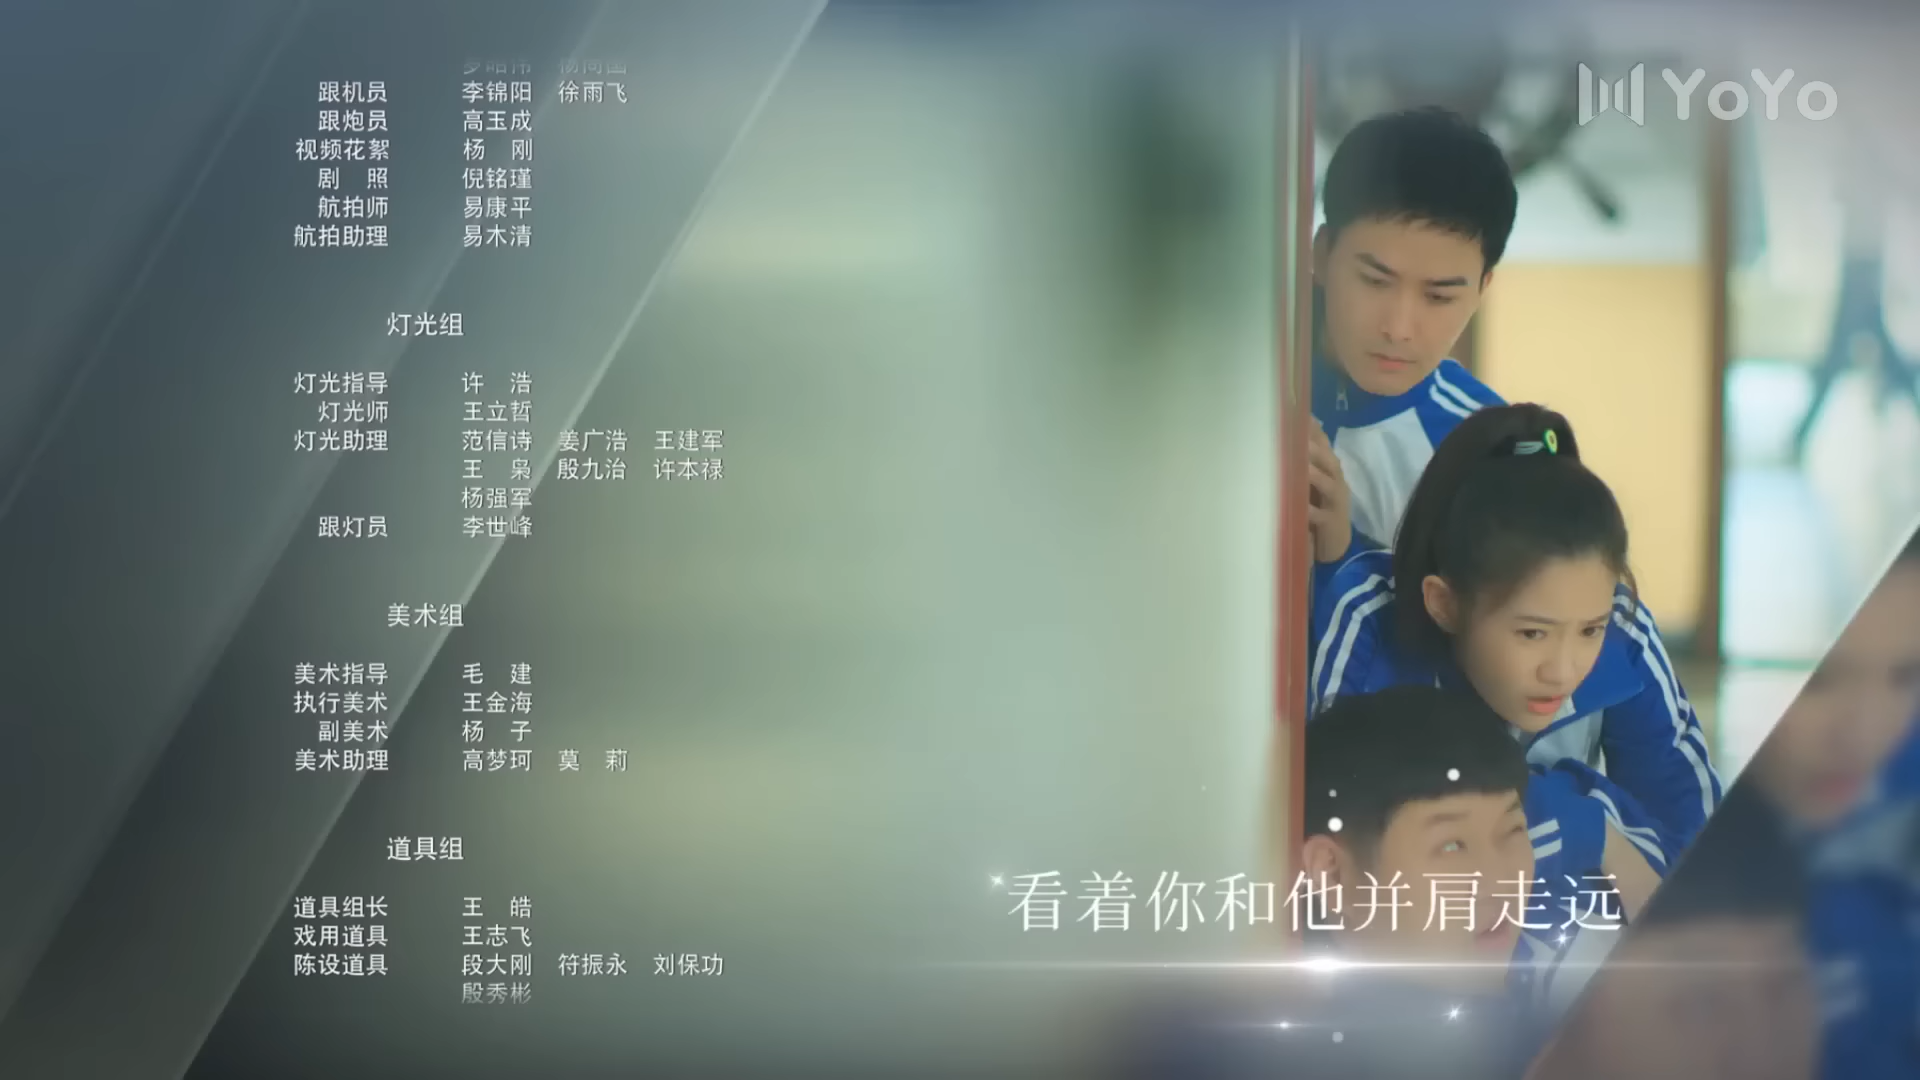 YoYo
跟机员 李锦阳 徐雨飞
跟炮员 高玉成
视频花絮 杨 刚
剧 照 倪铭瑾
航拍师 易康平
航拍助理 易木清
灯光组
灯光指导 许 浩
灯光师 王立哲
灯光助理 范信诗 姜广浩 王建军
王 枭 殷九治 许本禄
杨强军
跟灯员 李世峰
美术组
美术指导 毛 建
执行美术 王金海
副美术 杨 子
美术助理 高梦珂 莫 莉
道具组
道具组长 王 皓
戏用道具 王志飞
陈设道具 段大刚 符振永 刘保功
殷秀彬
看着你和他并肩走远